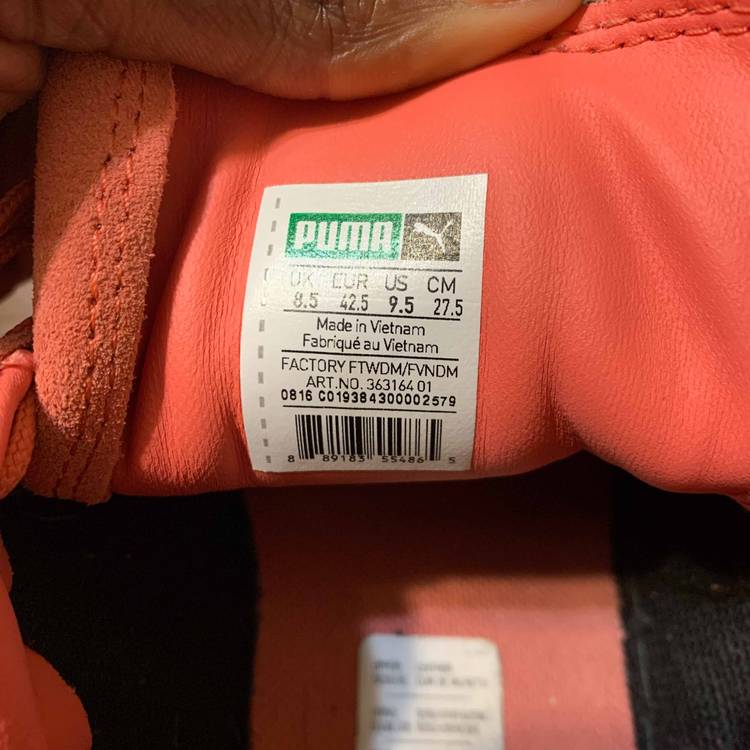 PUMA
UK EUR US CM
8.5 42.5 9.5 27.5
Made in Vietnam
Fabriqué au Vietnam
FACTORY FTWDM/FVNDM
ART.NO. 363164 01
0816 C019384300002579
8 89183 55486 5